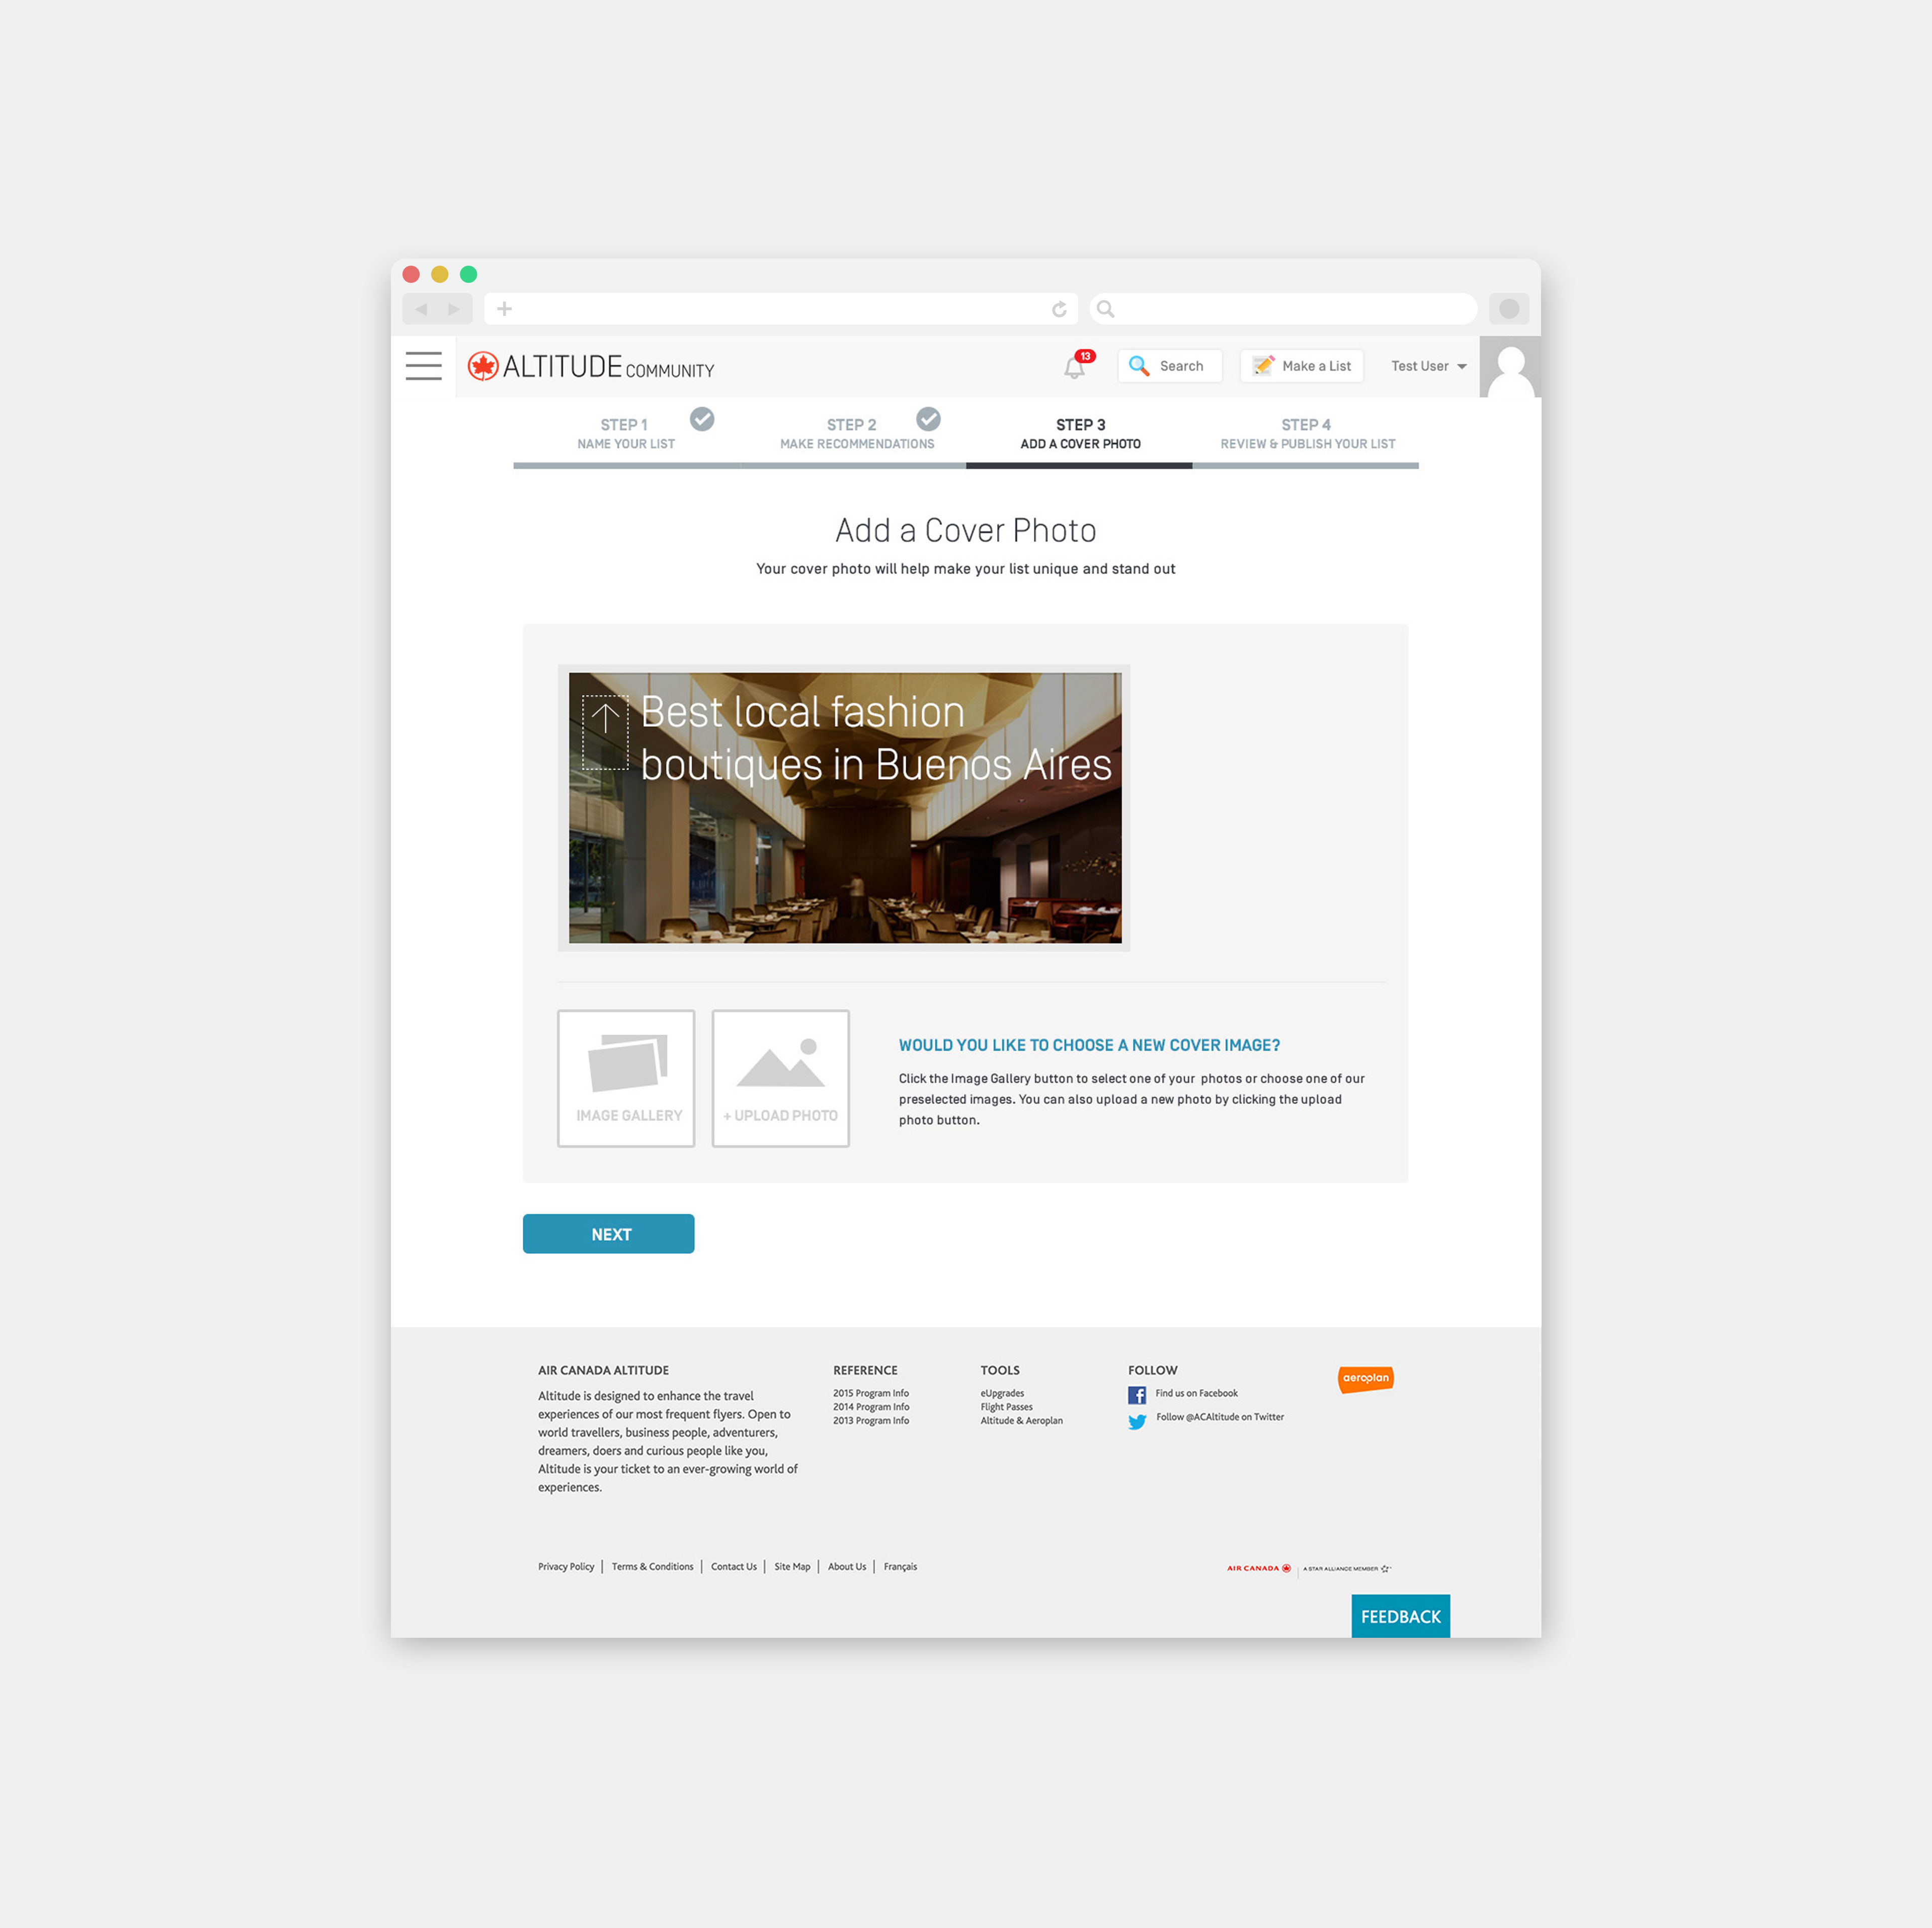 ALTITUDE COMMUNITY
13
Search
Make a List
Test User
STEP 1
NAME YOUR LIST
STEP 2
MAKE RECOMMENDATIONS
STEP 3
ADD A COVER PHOTO
STEP 4
REVIEW & PUBLISH YOUR LIST
Add a Cover Photo
Your cover photo will help make your list unique and stand out
Best local fashion
boutiques in Buenos Aires
IMAGE GALLERY
+ UPLOAD PHOTO
WOULD YOU LIKE TO CHOOSE A NEW COVER IMAGE?
Click the Image Gallery button to select one of your photos or choose one of our
preselected images. You can also upload a new photo by clicking the upload
photo button.
NEXT
AIR CANADA ALTITUDE
Altitude is designed to enhance the travel
experiences of our most frequent flyers. Open to
world travellers, business people, adventurers,
dreamers, doers and curious people like you,
Altitude is your ticket to an ever-growing world of
experiences.
REFERENCE
2015 Program Info
2014 Program Info
2013 Program Info
TOOLS
eUpgrades
Flight Passes
Altitude & Aeroplan
FOLLOW
Find us on Facebook
Follow @ACAltitude on Twitter
aeroplan
Privacy Policy | Terms & Conditions | Contact Us | Site Map | About Us | Français
AIR CANADA | A STAR ALLIANCE MEMBER
FEEDBACK